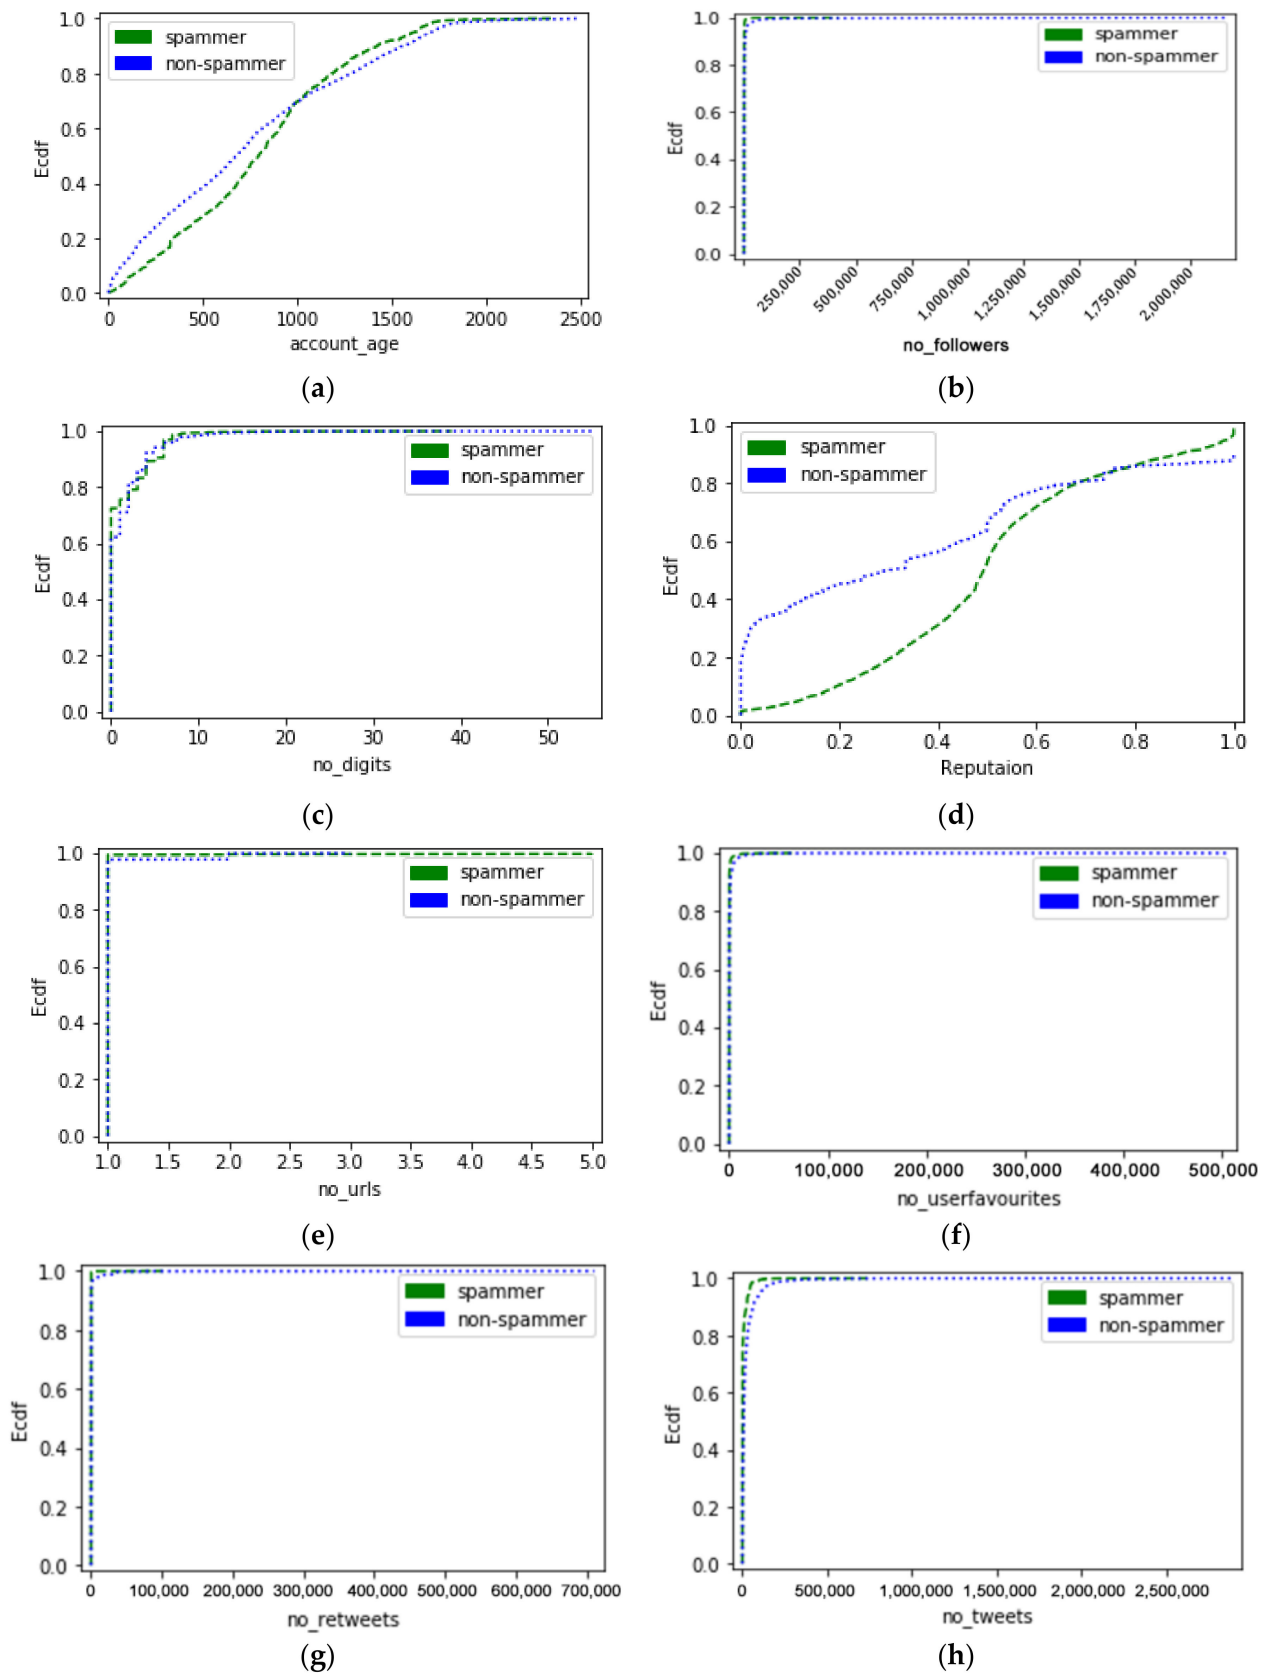 1.0
0.8
0.6
0.4
0.2
0.0
Ecdf
spammer
non-spammer
0 500 1000 1500 2000 2500
account_age
(a)
1.0
0.8
0.6
0.4
0.2
0.0
Ecdf
spammer
non-spammer
250,000 500,000 750,000 1,000,000 1,250,000 1,500,000 1,750,000 2,000,000
no_followers
(b)
1.0
0.8
0.6
0.4
0.2
0.0
Ecdf
spammer
non-spammer
0 10 20 30 40 50
no_digits
(c)
1.0
0.8
0.6
0.4
0.2
0.0
Ecdf
spammer
non-spammer
0.0 0.2 0.4 0.6 0.8 1.0
Reputaion
(d)
1.0
0.8
0.6
0.4
0.2
0.0
Ecdf
spammer
non-spammer
1.0 1.5 2.0 2.5 3.0 3.5 4.0 4.5 5.0
no_urls
(e)
1.0
0.8
0.6
0.4
0.2
0.0
Ecdf
spammer
non-spammer
0 100,000 200,000 300,000 400,000 500,000
no_userfavourites
(f)
1.0
0.8
0.6
0.4
0.2
0.0
Ecdf
spammer
non-spammer
0 100,000 200,000 300,000 400,000 500,000 600,000 700,000
no_retweets
(g)
1.0
0.8
0.6
0.4
0.2
0.0
Ecdf
spammer
non-spammer
0 500,000 1,000,000 1,500,000 2,000,000 2,500,000
no_tweets
(h)